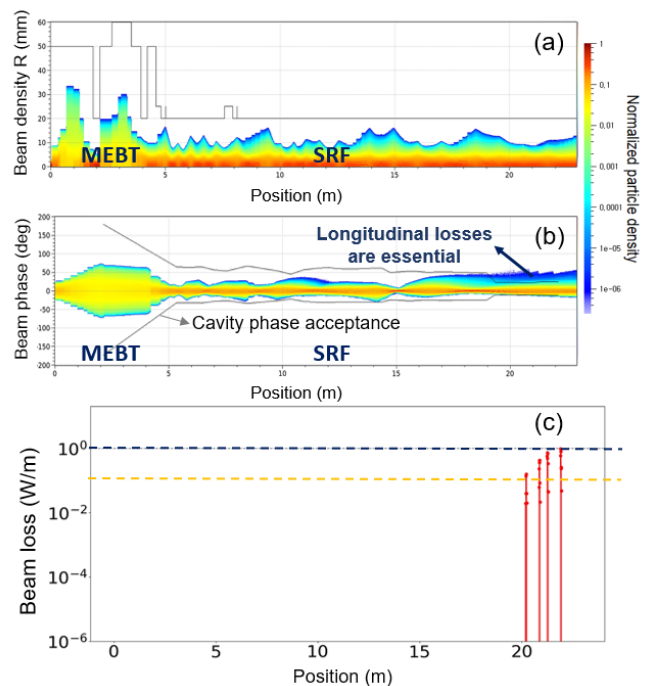 (a)
Beam density R (mm)
60
50
40
30
20
10
0
MEBT
SRF
0
5
10
15
20
Position (m)
1
0.1
0.01
0.001
0.0001
1e-05
1e-06
Normalized particle density
(b)
Beam phase (deg)
200
150
100
50
0
-50
-100
-150
-200
Longitudinal losses
are essential
Cavity phase acceptance
MEBT
SRF
0
5
10
15
20
Position (m)
(c)
Beam loss (W/m)
10⁰
10⁻²
10⁻⁴
10⁻⁶
0
5
10
15
20
Position (m)